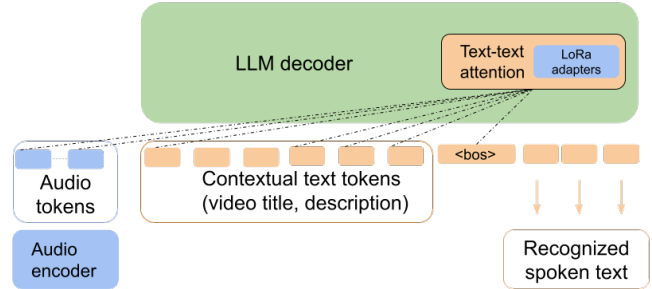 LLM decoder
Text-text
attention
LoRa
adapters
<bos>
Audio
tokens
Contextual text tokens
(video title, description)
Audio
encoder
Recognized
spoken text